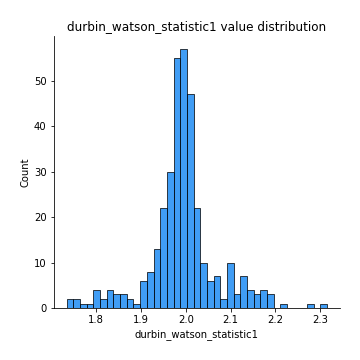 durbin_watson_statistic1 value distribution
50
40
30
20
10
0
Count
1.8 1.9 2.0 2.1 2.2 2.3
durbin_watson_statistic1